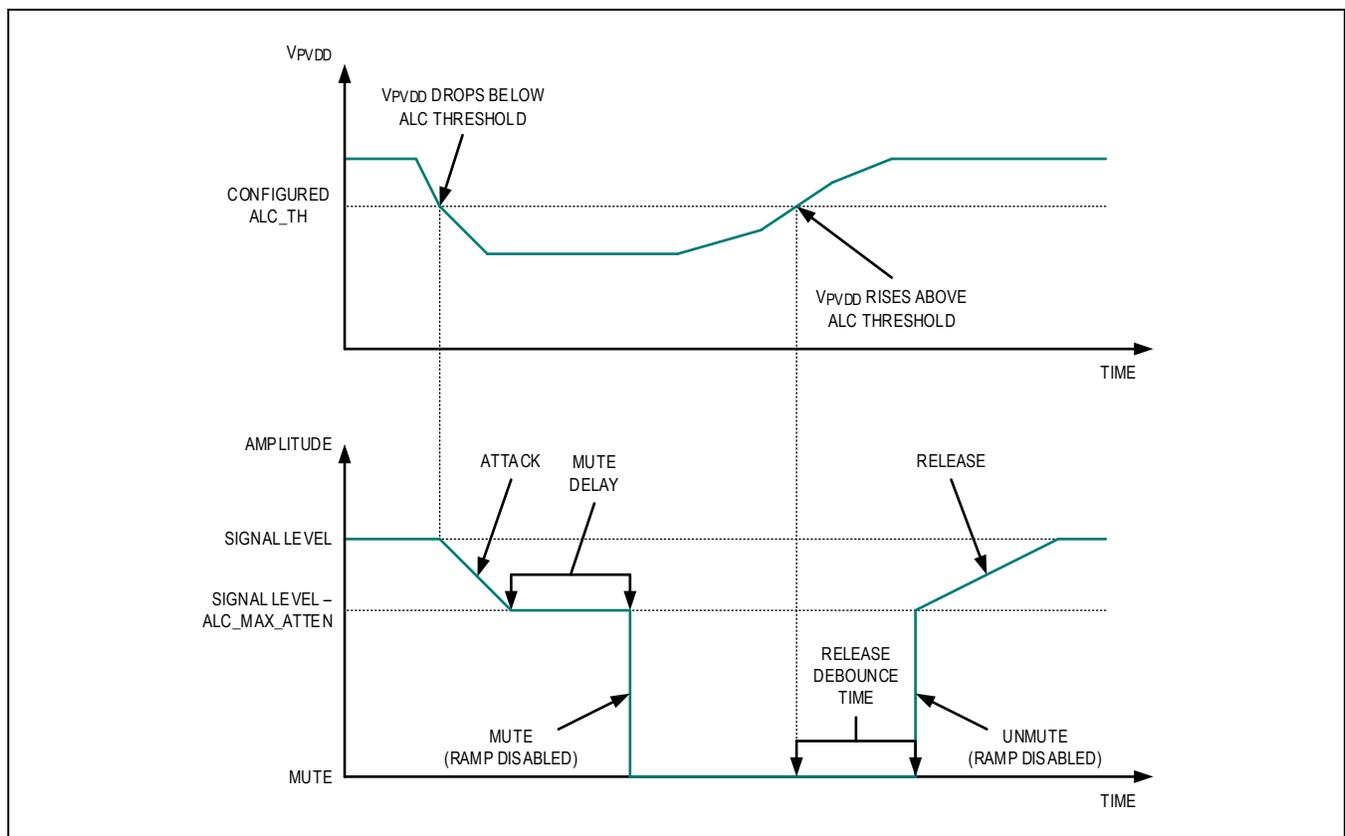 VPVDD
VPVDD DROPS BELOW
ALC THRESHOLD
CONFIGURED
ALC_TH
VPVDD RISES ABOVE
ALC THRESHOLD
TIME
AMPLITUDE
ATTACK
MUTE
DELAY
RELEASE
SIGNAL LEVEL
SIGNAL LEVEL –
ALC_MAX_ATTEN
RELEASE
DEBOUNCE
TIME
MUTE
(RAMP DISABLED)
UNMUTE
(RAMP DISABLED)
MUTE
TIME